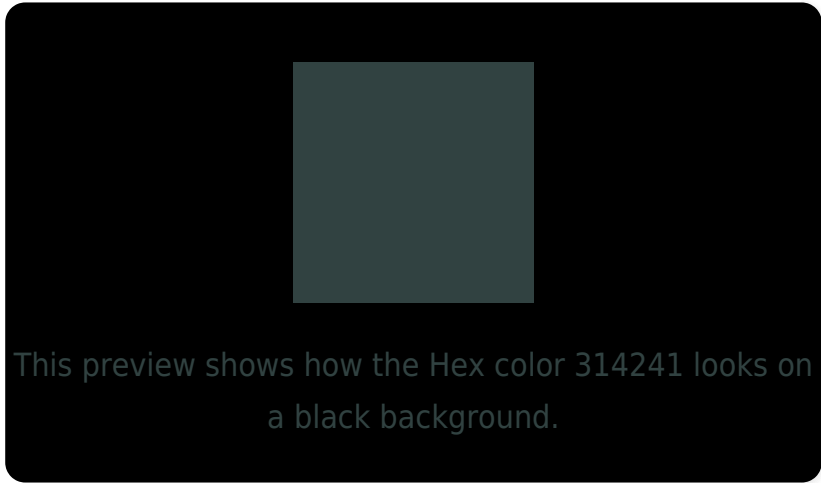 This preview shows how the Hex color 314241 looks on
a black background.